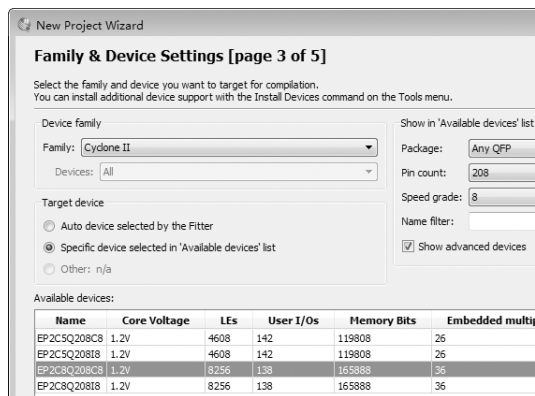 New Project Wizard
Family & Device Settings [page 3 of 5]
Select the family and device you want to target for compilation.
You can install additional device support with the Install Devices command on the Tools menu.
Device family
Family: Cyclone II
Devices: All
Show in 'Available devices' list
Package: Any QFP
Pin count: 208
Speed grade: 8
Name filter:
Show advanced devices
Target device
Auto device selected by the Fitter
Specific device selected in 'Available devices' list
Other: n/a
Available devices:
Name Core Voltage LEs User I/Os Memory Bits Embedded multip
EP2C5Q208C8 1.2V 4608 142 119808 26
EP2C5Q208I8 1.2V 4608 142 119808 26
EP2C8Q208C8 1.2V 8256 138 165888 36
EP2C8Q208I8 1.2V 8256 138 165888 36